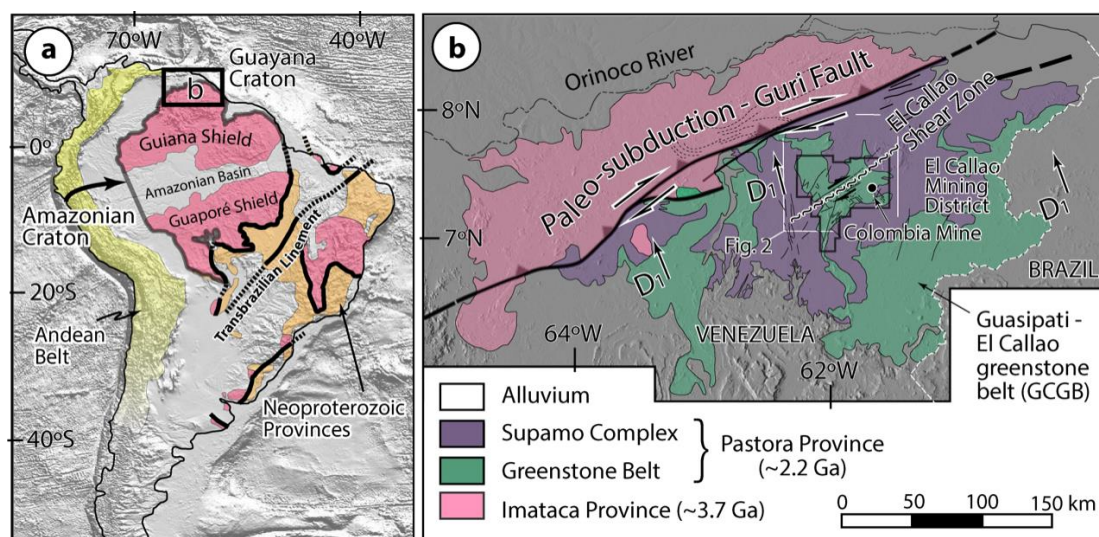 a
70°W
40°W
Guayana
Craton
b
Guiana Shield
0°
Amazonian Basin
Guaporé Shield
Amazonian
Craton
Transbrazilian Linement
20°S
Andean
Belt
Neoproterozoic
Provinces
40°S
b
Orinoco River
8°N
Paleo-subduction - Guri Fault
El Callao
Shear Zone
El Callao
Mining
District
D1
D1
7°N
Fig. 2
Colombia Mine
D1
BRAZIL
64°W
VENEZUELA
62°W
Guasipati -
El Callao
greenstone
belt (GCGB)
Alluvium
Supamo Complex
Greenstone Belt
Pastora Province
(~2.2 Ga)
Imataca Province (~3.7 Ga)
0 50 100 150 km